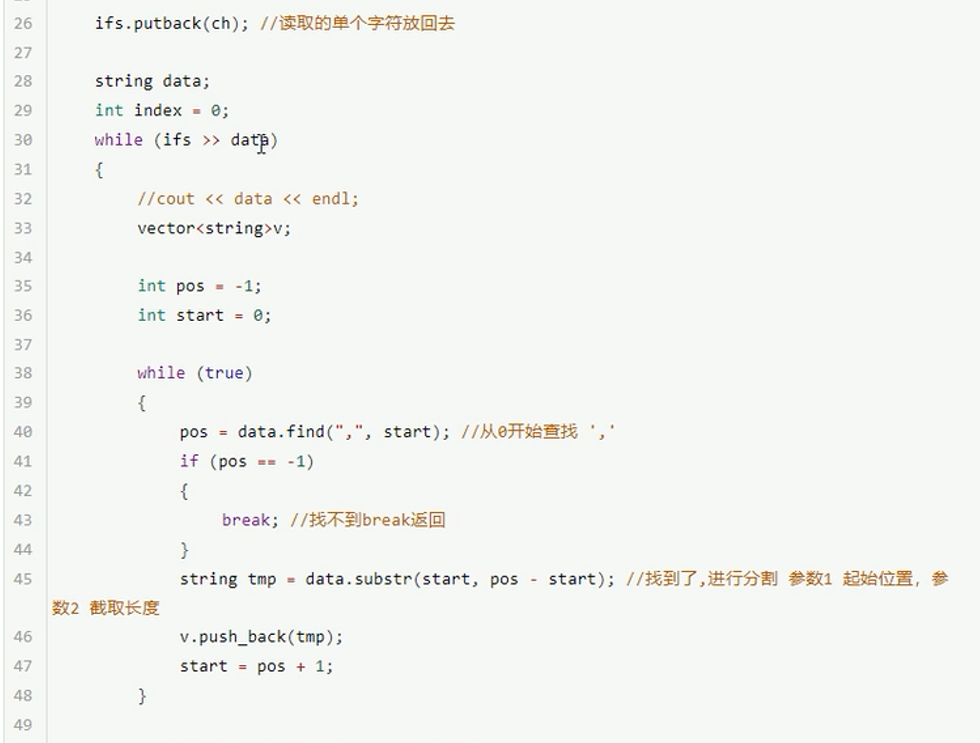 26 ifs.putback(ch); //读取的单个字符放回去
27
28 string data;
29 int index = 0;
30 while (ifs >> data)
31 {
32 //cout << data << endl;
33 vector<string>v;
34
35 int pos = -1;
36 int start = 0;
37
38 while (true)
39 {
40 pos = data.find(",", start); //从0开始查找 ','
41 if (pos == -1)
42 {
43 break; //找不到break返回
44 }
45 string tmp = data.substr(start, pos - start); //找到了,进行分割 参数1 起始位置，参
数2 截取长度
46 v.push_back(tmp);
47 start = pos + 1;
48 }
49